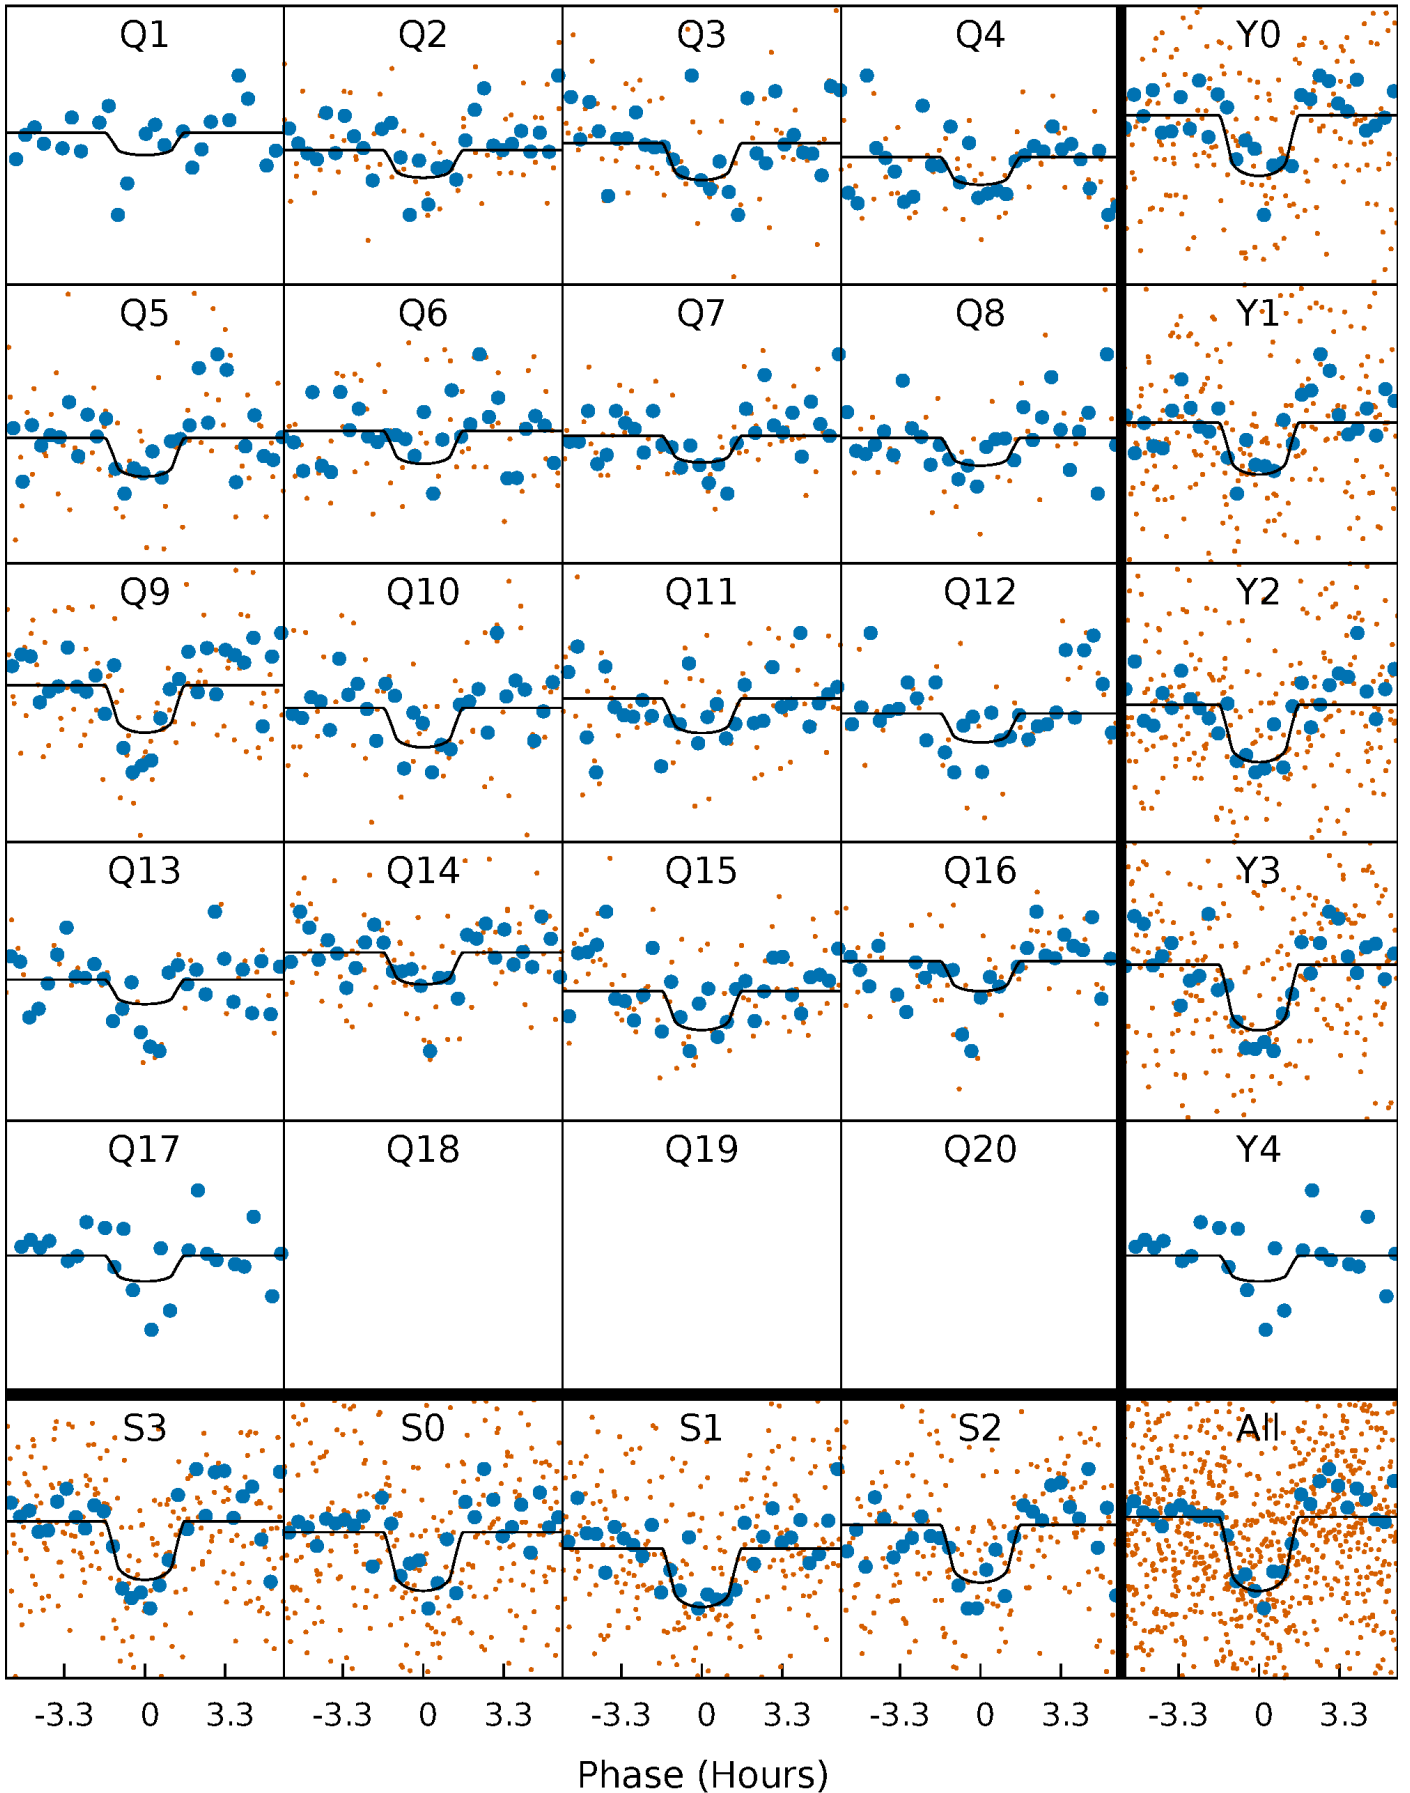 Q1 Q2 Q3 Q4 Y0
Q5 Q6 Q7 Q8 Y1
Q9 Q10 Q11 Q12 Y2
Q13 Q14 Q15 Q16 Y3
Q17 Q18 Q19 Q20 Y4
S3 S0 S1 S2 All
-3.3 0 3.3 -3.3 0 3.3 -3.3 0 3.3 -3.3 0 3.3 -3.3 0 3.3
Phase (Hours)